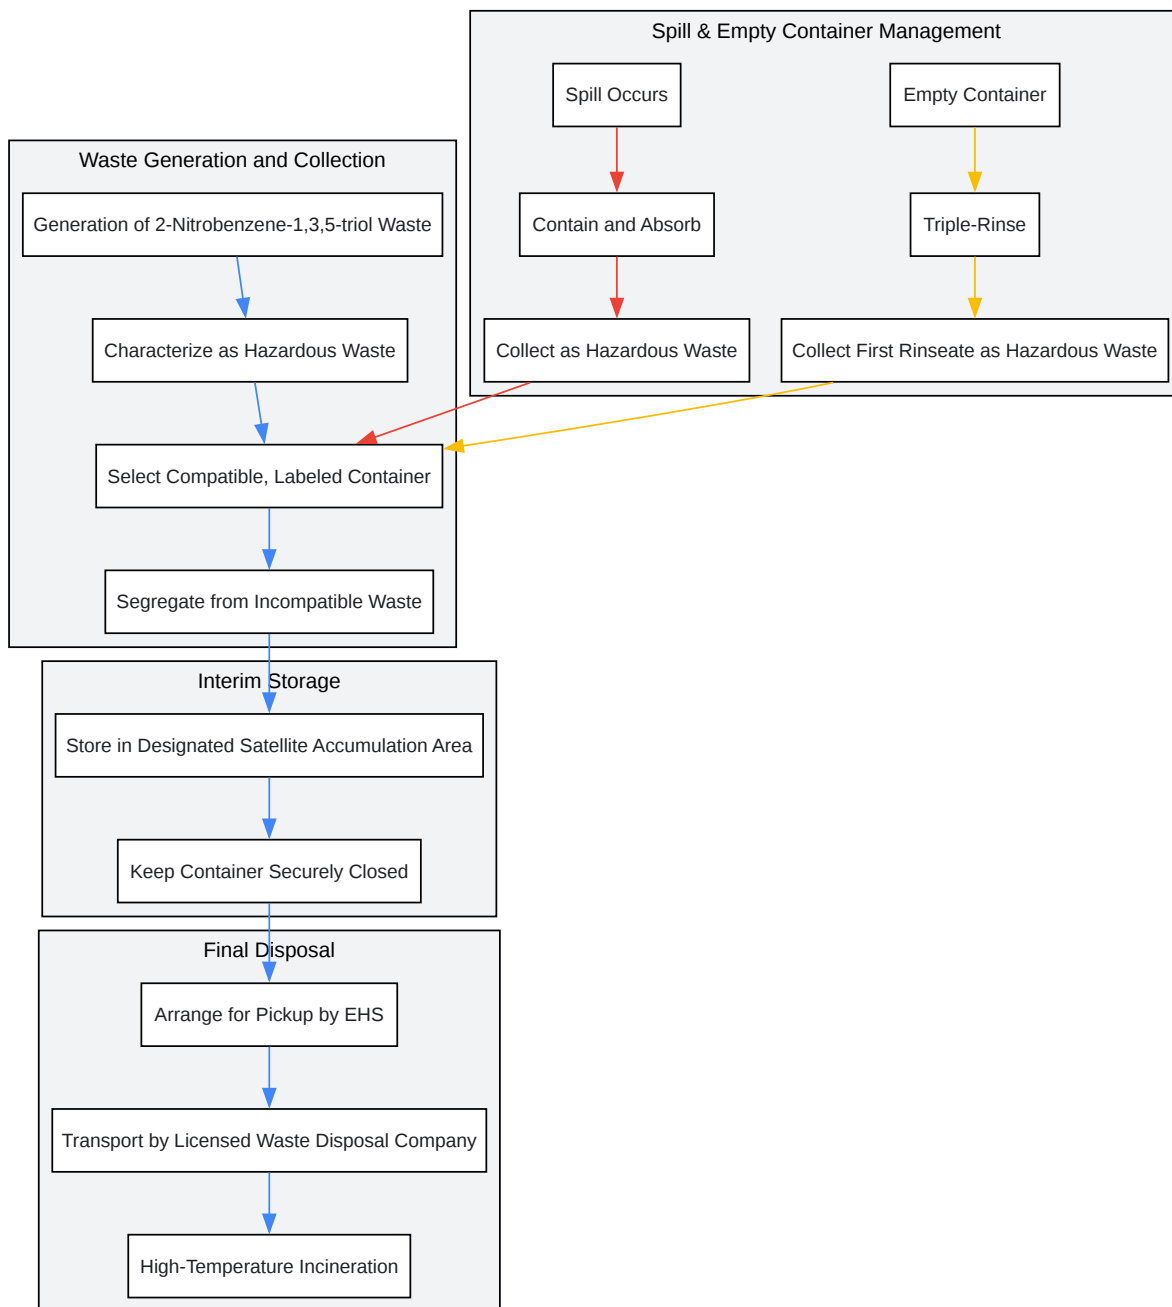 Spill & Empty Container Management
Spill Occurs
Empty Container
Contain and Absorb
Triple-Rinse
Collect as Hazardous Waste
Collect First Rinseate as Hazardous Waste
Waste Generation and Collection
Generation of 2-Nitrobenzene-1,3,5-triol Waste
Characterize as Hazardous Waste
Select Compatible, Labeled Container
Segregate from Incompatible Waste
Interim Storage
Store in Designated Satellite Accumulation Area
Keep Container Securely Closed
Final Disposal
Arrange for Pickup by EHS
Transport by Licensed Waste Disposal Company
High-Temperature Incineration